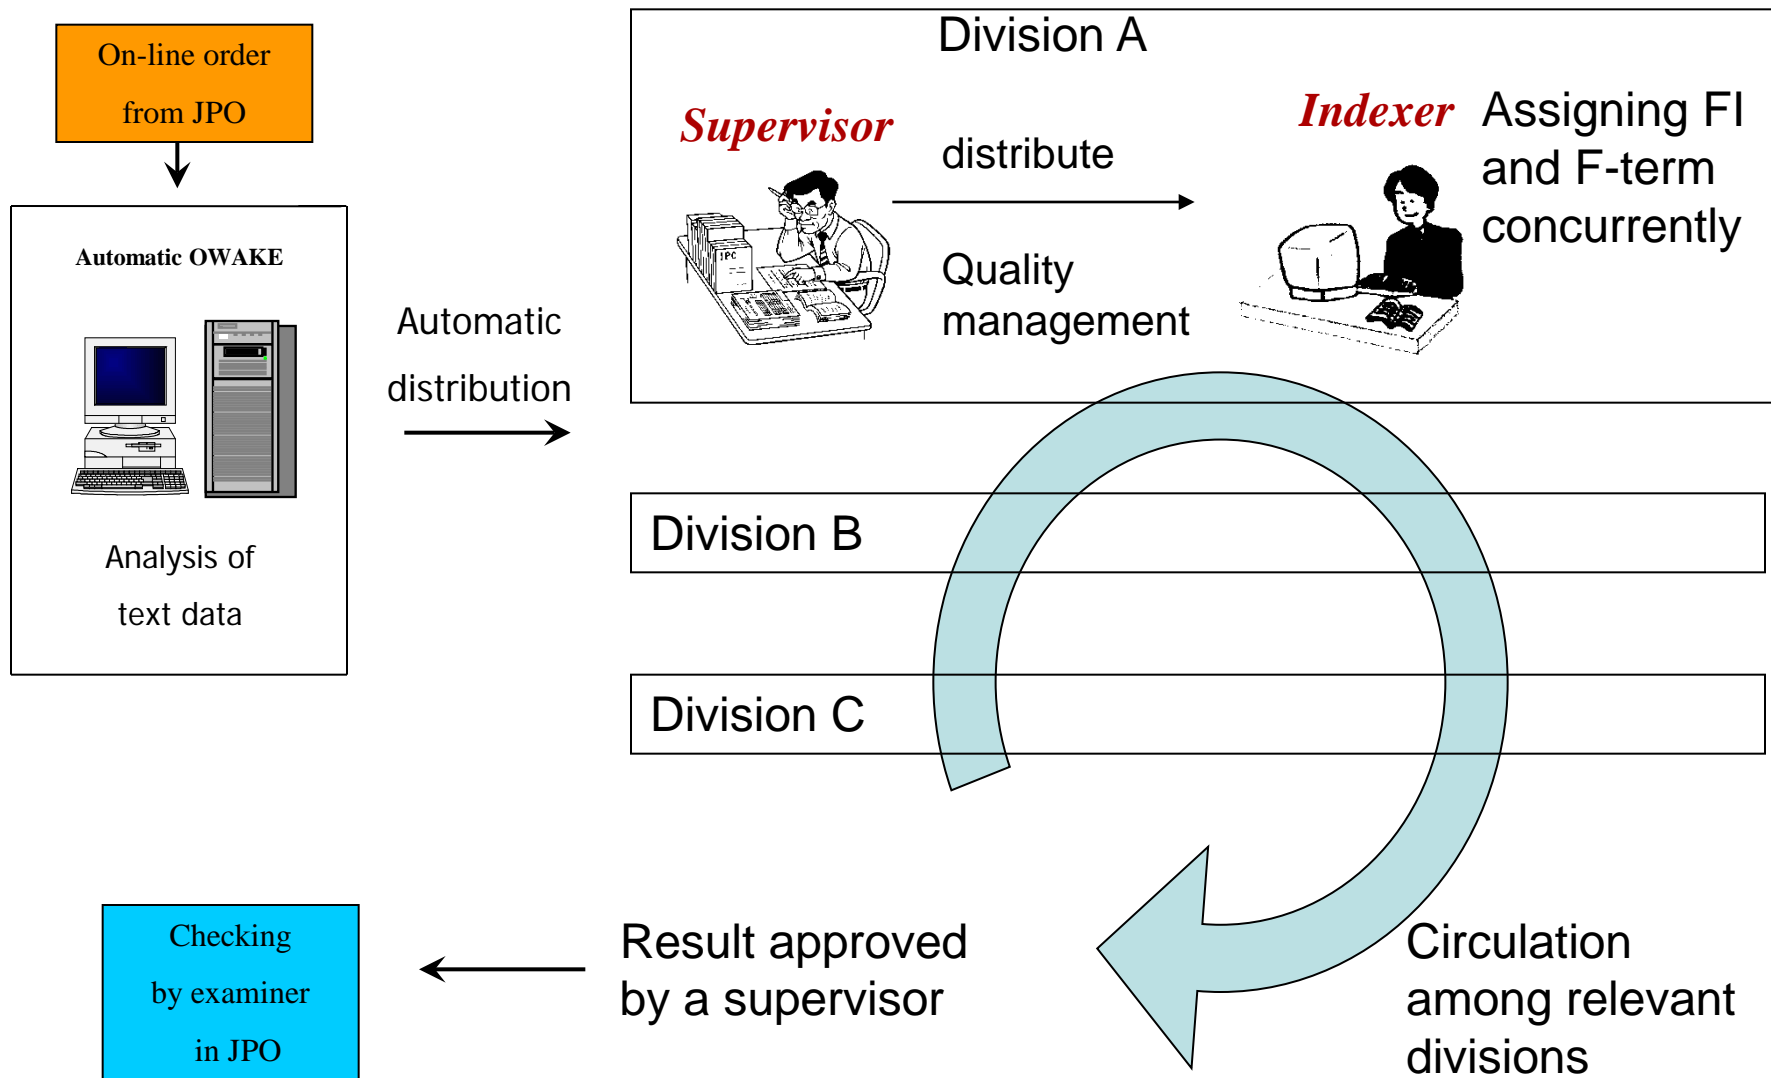 On-line order
from JPO
Automatic OWAKE
Analysis of
text data
Automatic
distribution
Division A
Supervisor
distribute
Quality
management
Indexer
Assigning FI
and F-term
concurrently
IPC
Division B
Division C
Circulation
among relevant
divisions
Result approved
by a supervisor
Checking
by examiner
in JPO